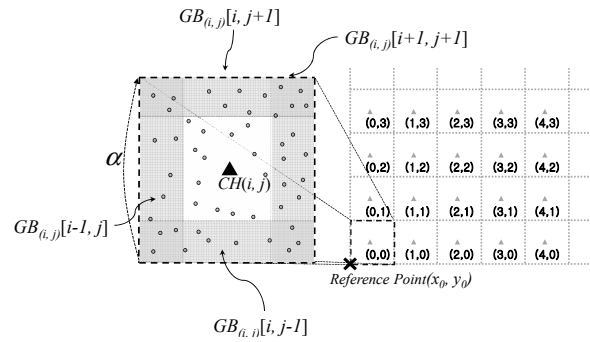 GB(i, j)[i, j+1]
GB(i, j)[i+1, j+1]
α
CH(i, j)
GB(i, j)[i-1, j]
GB(i, j)[i, j-1]
(0,3) (1,3) (2,3) (3,3) (4,3)
(0,2) (1,2) (2,2) (3,2) (4,2)
(0,1) (1,1) (2,1) (3,1) (4,1)
(0,0) (1,0) (2,0) (3,0) (4,0)
Reference Point(x0, y0)